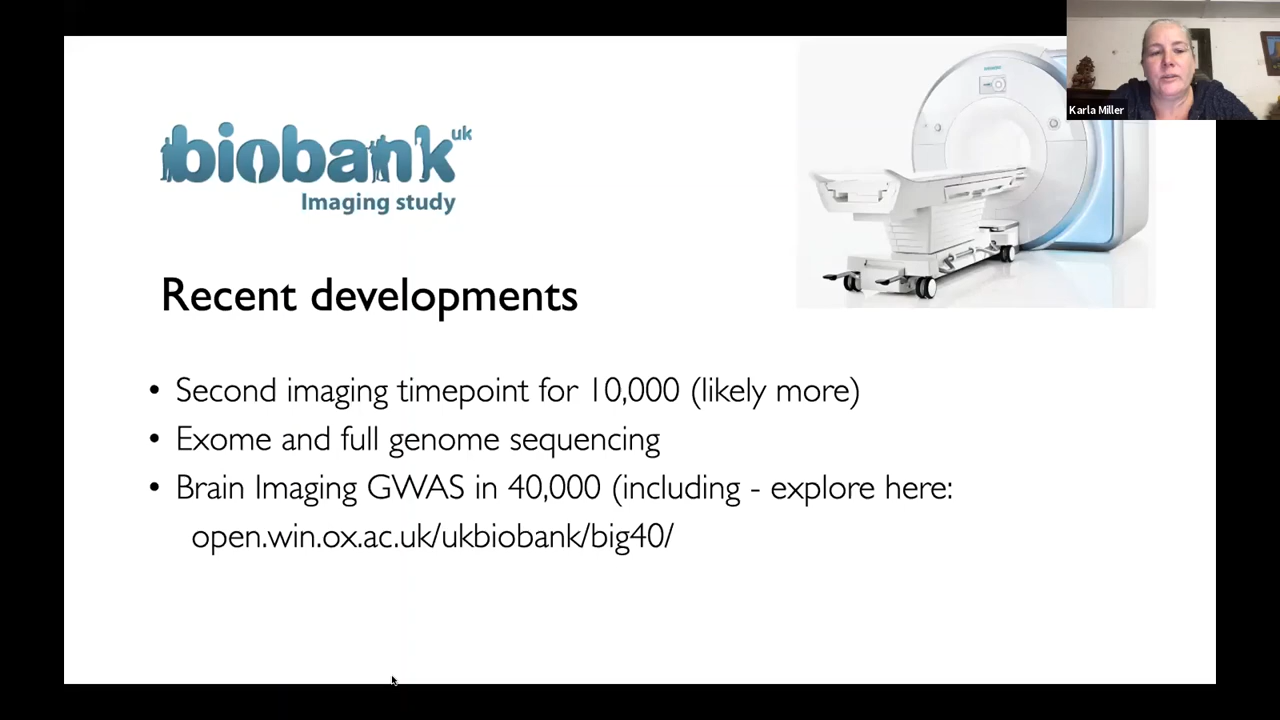 Karla Miller
biobank uk
Imaging study
Recent developments
• Second imaging timepoint for 10,000 (likely more)
• Exome and full genome sequencing
• Brain Imaging GWAS in 40,000 (including - explore here:
open.win.ox.ac.uk/ukbiobank/big40/